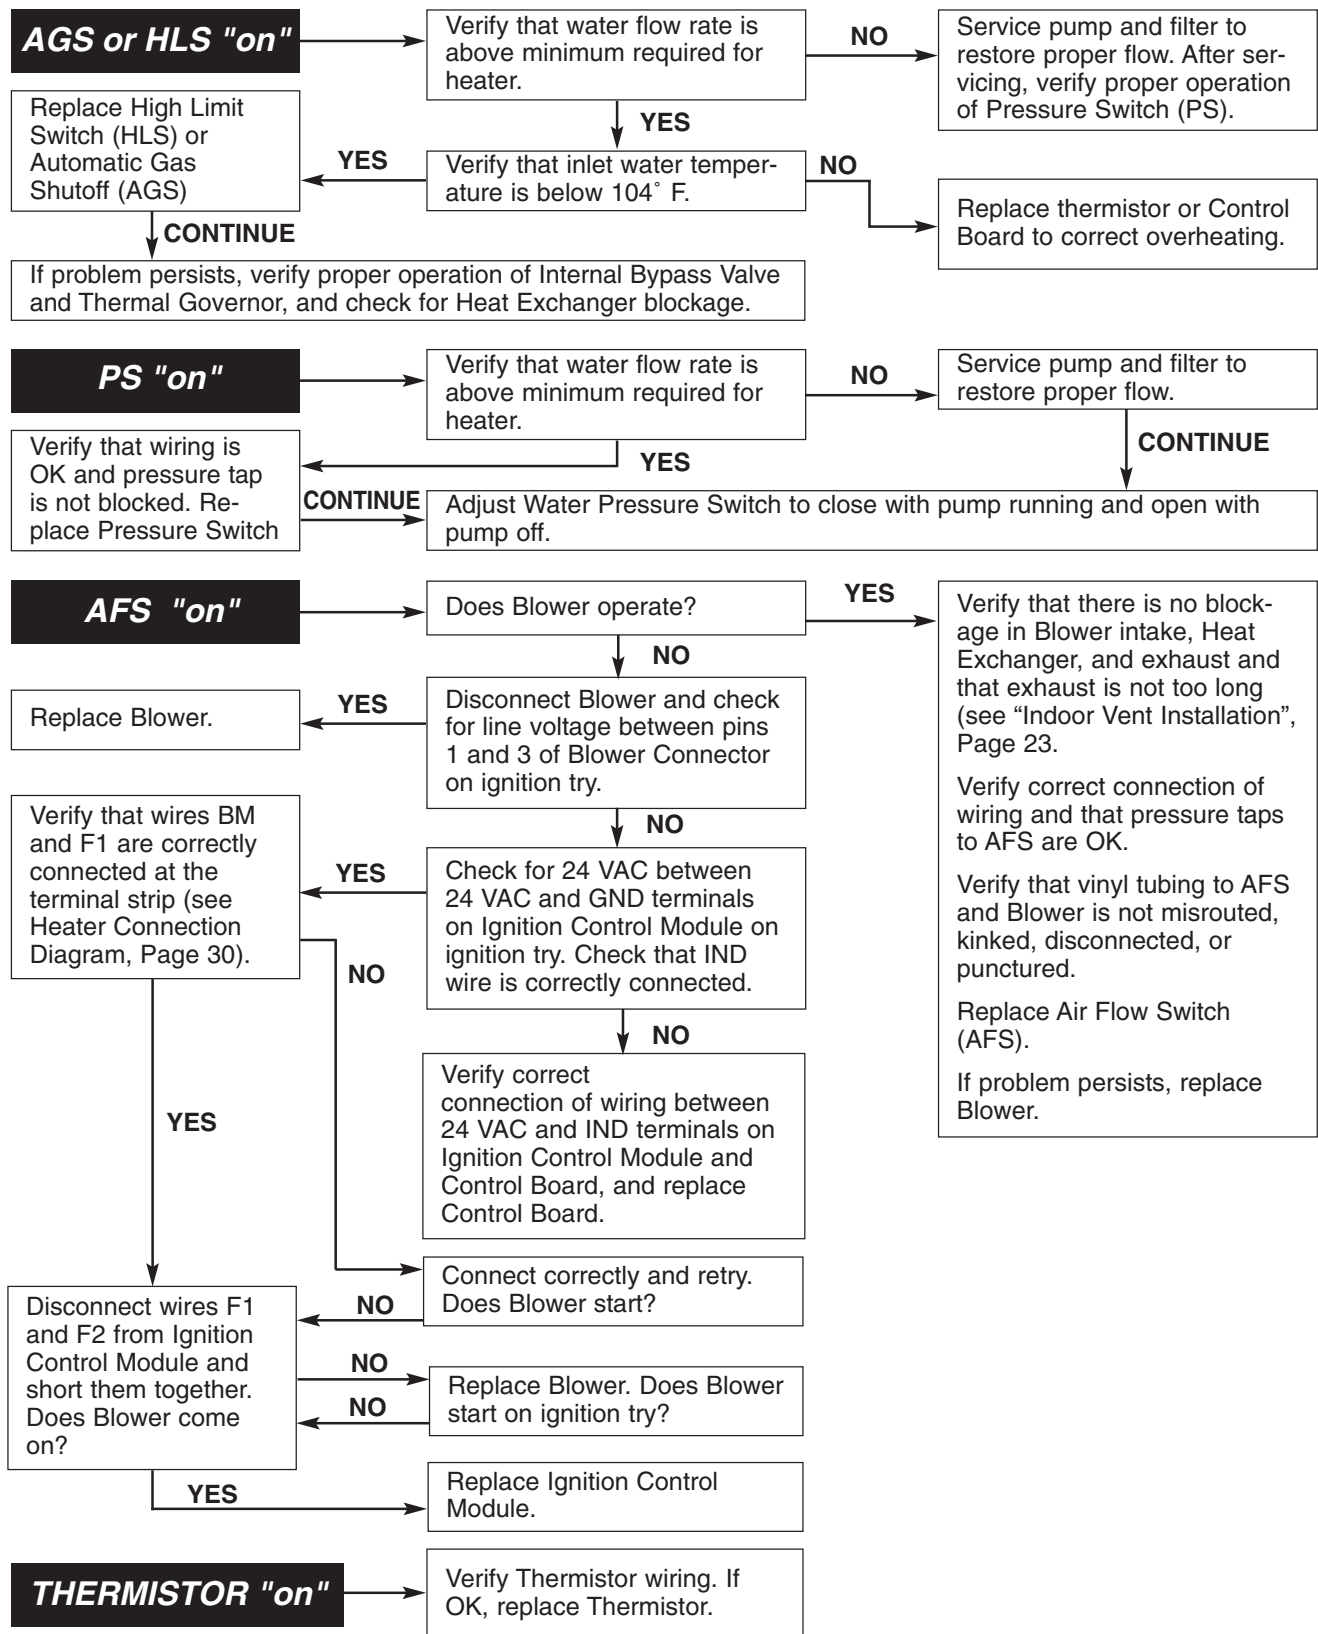 AGS or HLS "on"
Verify that water flow rate is
above minimum required for
heater.
NO
Service pump and filter to
restore proper flow. After ser-
vicing, verify proper operation
of Pressure Switch (PS).
YES
Replace High Limit
Switch (HLS) or
Automatic Gas
Shutoff (AGS)
YES
Verify that inlet water temper-
ature is below 104˚ F.
NO
Replace thermistor or Control
Board to correct overheating.
CONTINUE
If problem persists, verify proper operation of Internal Bypass Valve
and Thermal Governor, and check for Heat Exchanger blockage.
PS "on"
Verify that water flow rate is
above minimum required for
heater.
NO
Service pump and filter to
restore proper flow.
CONTINUE
YES
Verify that wiring is
OK and pressure tap
is not blocked. Re-
place Pressure Switch
CONTINUE
Adjust Water Pressure Switch to close with pump running and open with
pump off.
AFS "on"
Does Blower operate?
YES
Verify that there is no block-
age in Blower intake, Heat
Exchanger, and exhaust and
that exhaust is not too long
(see “Indoor Vent Installation”,
Page 23.
Verify correct connection of
wiring and that pressure taps
to AFS are OK.
Verify that vinyl tubing to AFS
and Blower is not misrouted,
kinked, disconnected, or
punctured.
Replace Air Flow Switch
(AFS).
If problem persists, replace
Blower.
NO
Replace Blower.
YES
Disconnect Blower and check
for line voltage between pins
1 and 3 of Blower Connector
on ignition try.
NO
Verify that wires BM
and F1 are correctly
connected at the
terminal strip (see
Heater Connection
Diagram, Page 30).
YES
Check for 24 VAC between
24 VAC and GND terminals
on Ignition Control Module on
ignition try. Check that IND
wire is correctly connected.
NO
NO
Verify correct
connection of wiring between
24 VAC and IND terminals on
Ignition Control Module and
Control Board, and replace
Control Board.
YES
Connect correctly and retry.
Does Blower start?
NO
Disconnect wires F1
and F2 from Ignition
Control Module and
short them together.
Does Blower come
on?
NO
Replace Blower. Does Blower
start on ignition try?
NO
YES
Replace Ignition Control
Module.
THERMISTOR "on"
Verify Thermistor wiring. If
OK, replace Thermistor.